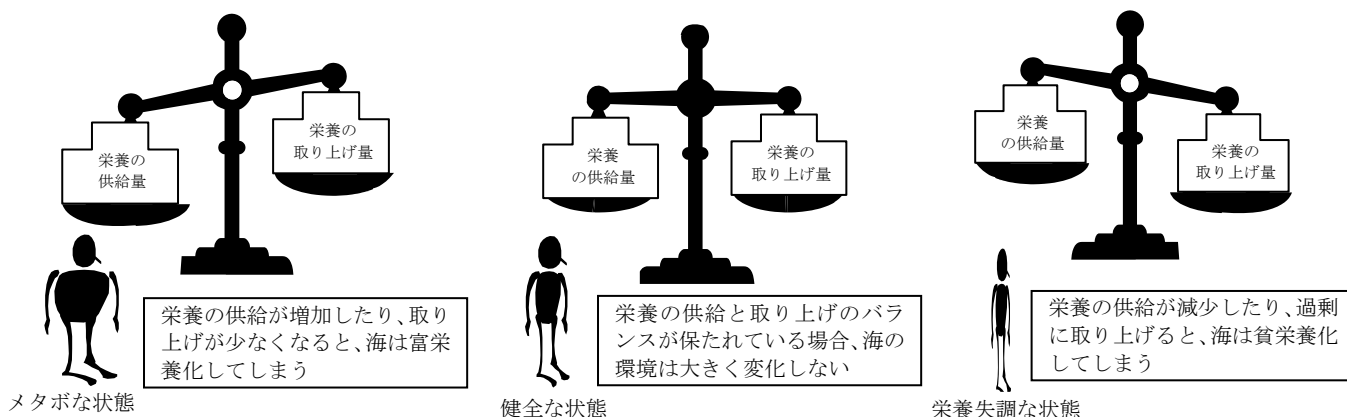 栄養の
供給量
栄養の
取り上げ量
栄養の供給が増加したり、取り
上げが少なくなると、海は富栄
養化してしまう
メタボな状態
栄養
の供給量
栄養の
取り上げ量
栄養の供給と取り上げのバラ
ンスが保たれている場合、海の
環境は大きく変化しない
健全な状態
栄養
の供給量
栄養の
取り上げ量
栄養の供給が減少したり、過剰
に取り上げると、海は貧栄養化
してしまう
栄養失調な状態